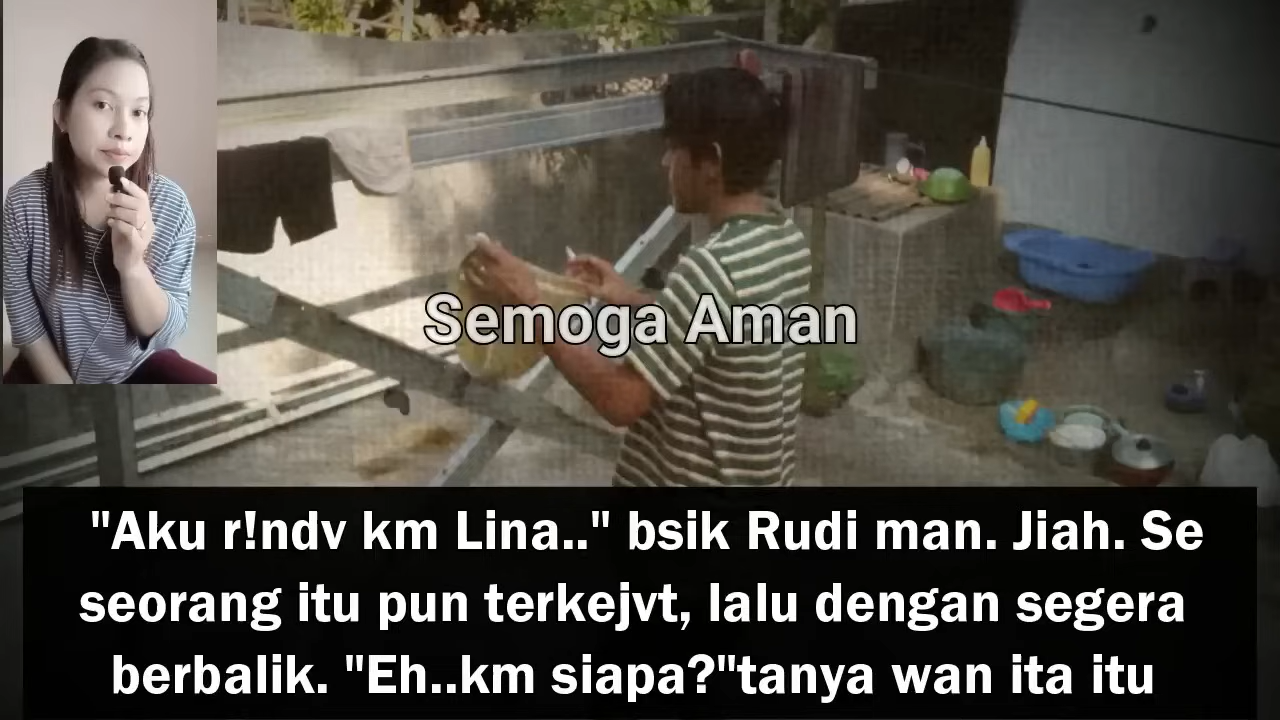 Semoga Aman
"Aku r!ndv km Lina.." bsik Rudi man. Jiah. Se
seorang itu pun terkejvt, lalu dengan segera
berbalik. "Eh..km siapa?"tanya wan ita itu